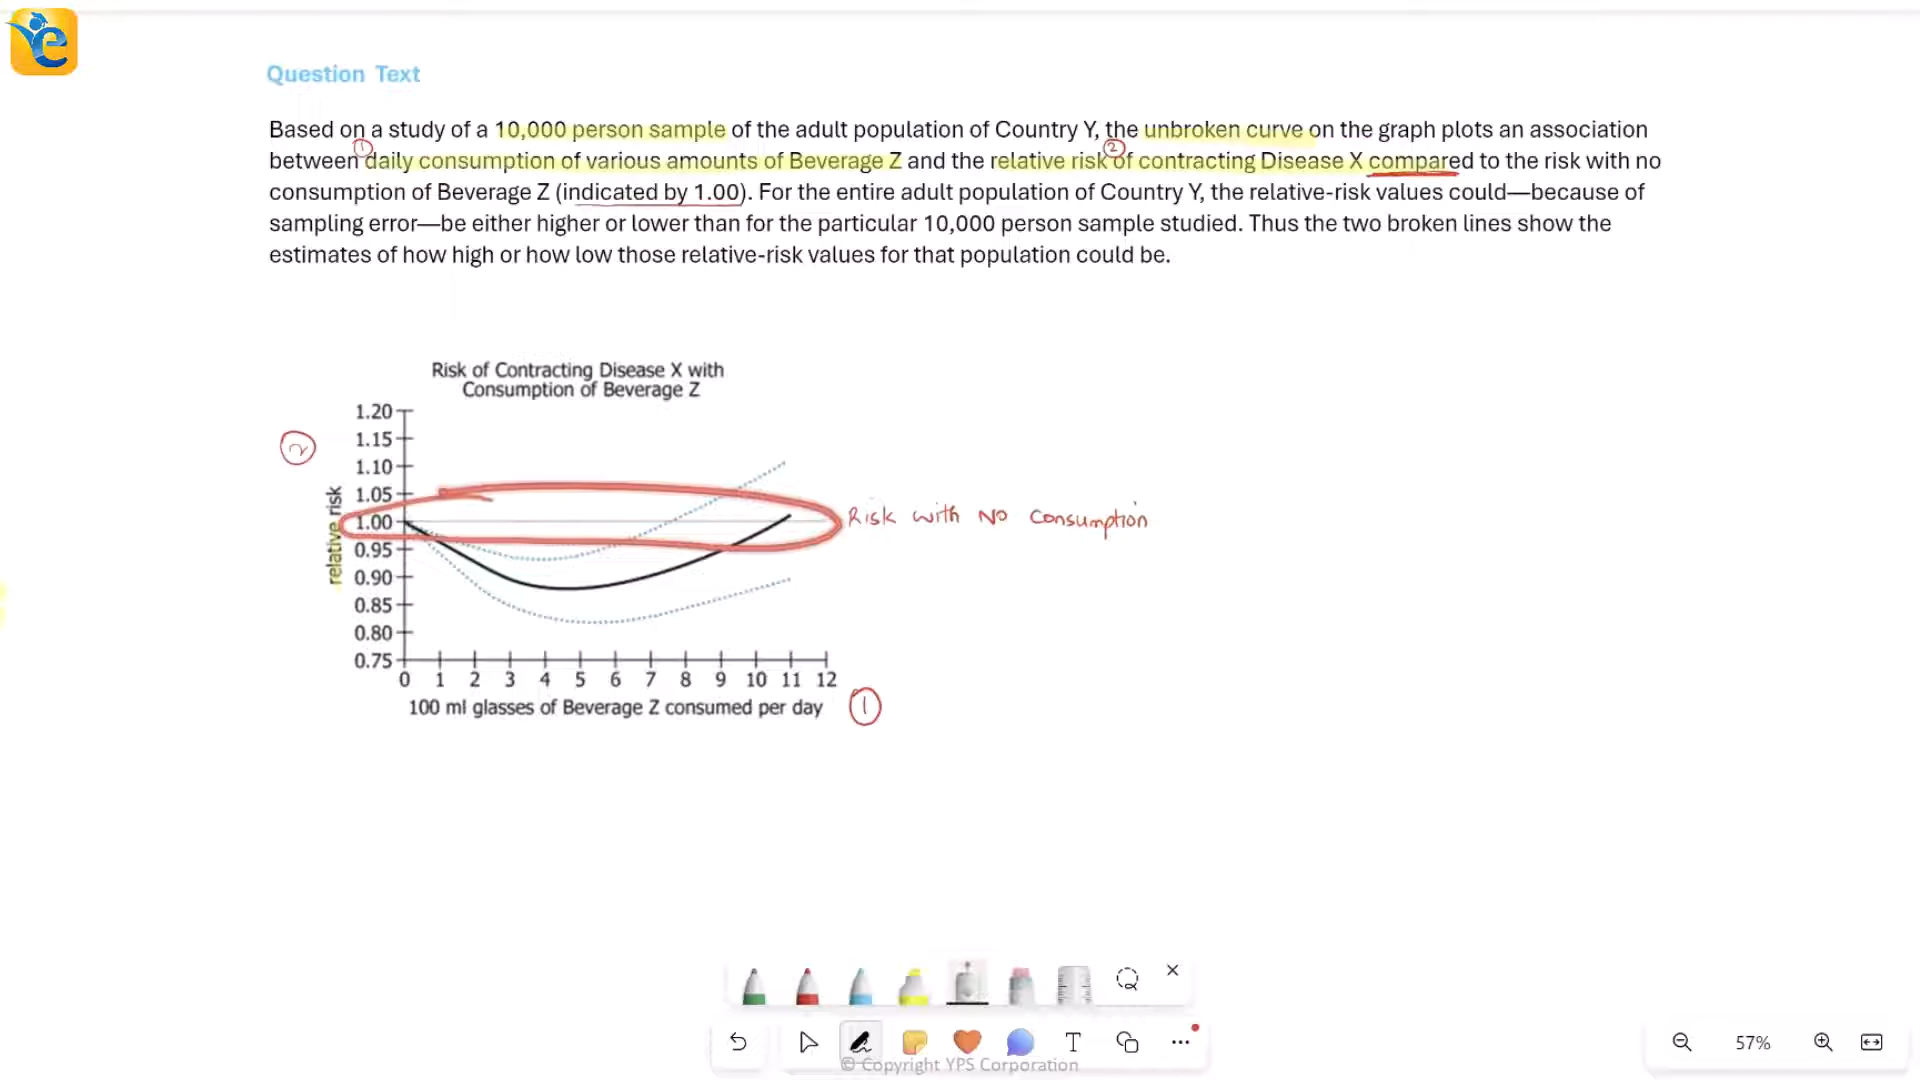 Question Text
Based on a study of a 10,000 person sample of the adult population of Country Y, the unbroken curve on the graph plots an association
① ②
between daily consumption of various amounts of Beverage Z and the relative risk of contracting Disease X compared to the risk with no
consumption of Beverage Z (indicated by 1.00). For the entire adult population of Country Y, the relative-risk values could—because of
sampling error—be either higher or lower than for the particular 10,000 person sample studied. Thus the two broken lines show the
estimates of how high or how low those relative-risk values for that population could be.
Risk of Contracting Disease X with
Consumption of Beverage Z
②
relative risk
1.20
1.15
1.10
1.05
1.00
0.95
0.90
0.85
0.80
0.75
Risk with NO Consumption
0 1 2 3 4 5 6 7 8 9 10 11 12
100 ml glasses of Beverage Z consumed per day ①
57%
© Copyright YPS Corporation